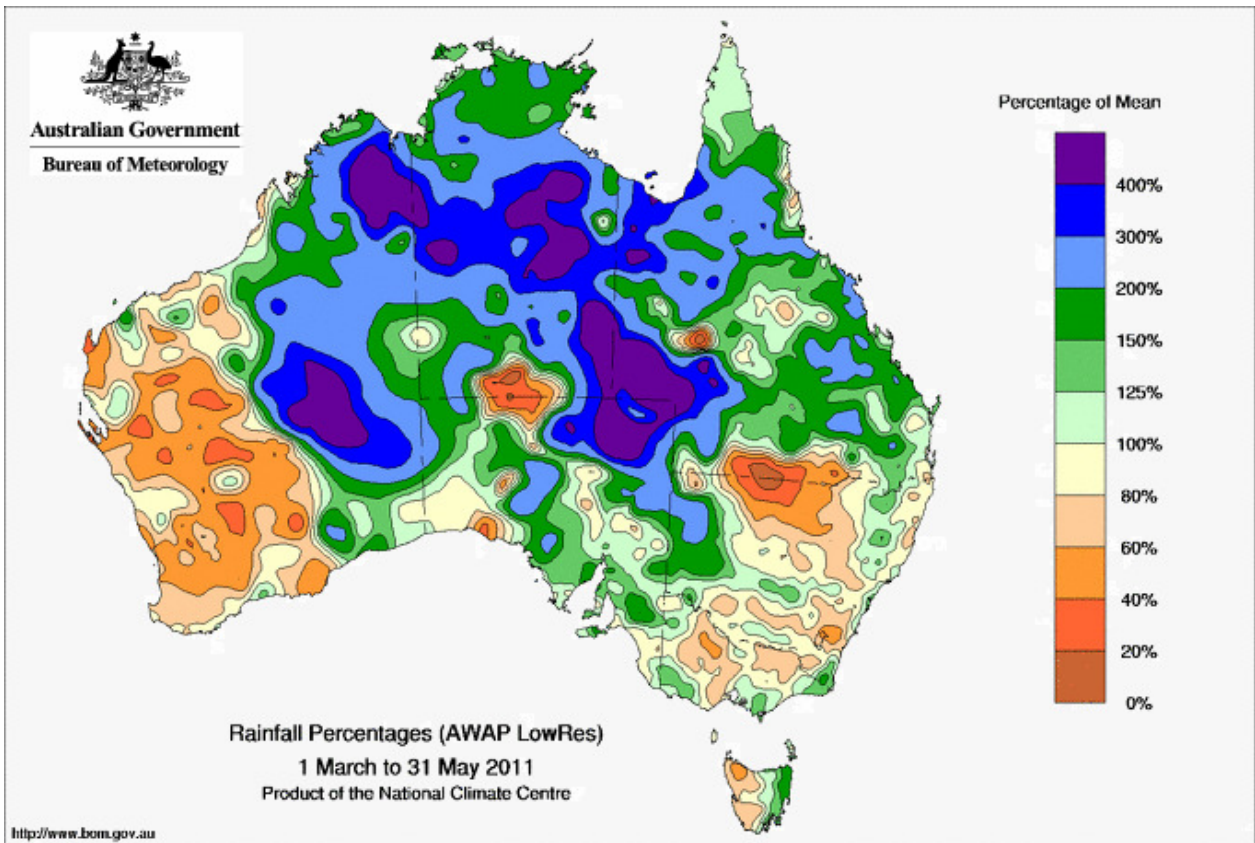 Australian Government
Bureau of Meteorology
Percentage of Mean
400%
300%
200%
150%
125%
100%
80%
60%
40%
20%
0%
Rainfall Percentages (AWAP LowRes)
1 March to 31 May 2011
Product of the National Climate Centre
http://www.bom.gov.au